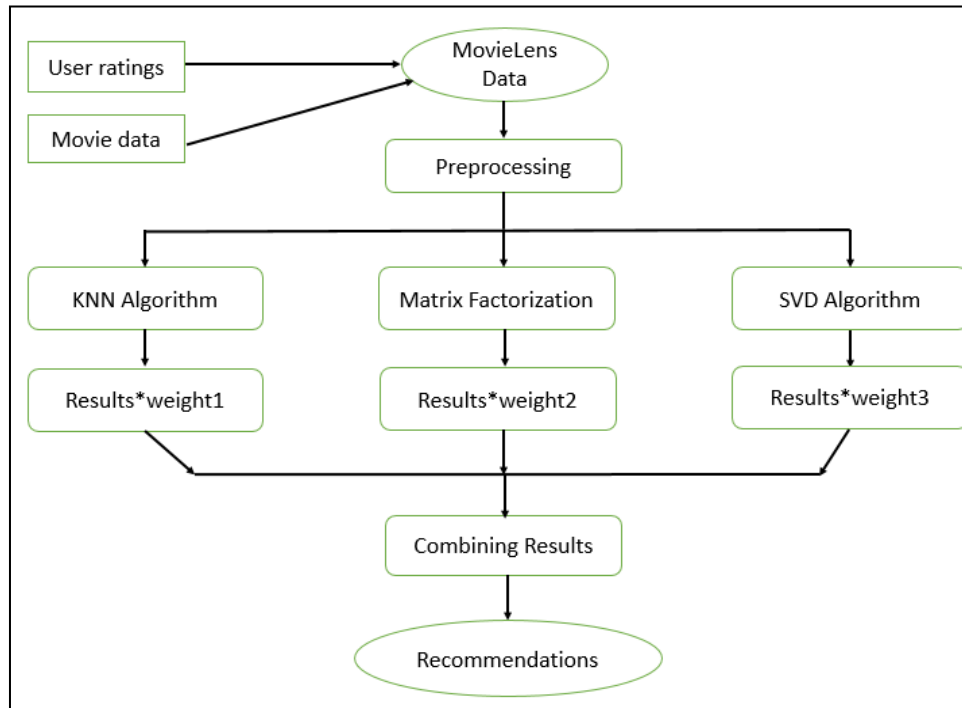 User ratings
MovieLens
Data
Movie data
Preprocessing
KNN Algorithm
Matrix Factorization
SVD Algorithm
Results*weight1
Results*weight2
Results*weight3
Combining Results
Recommendations